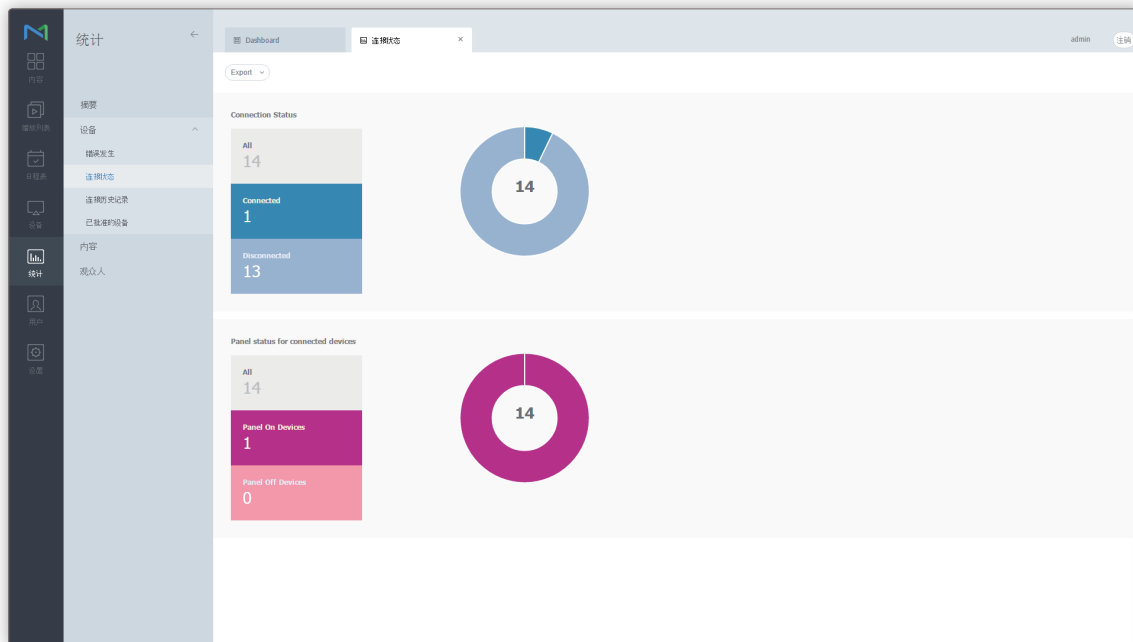 统计
←
Dashboard
连接状态
×
admin
注销
内容
播放列表
日程表
设备
统计
用户
设置
摘要
设备
错误发生
连接状态
连接历史记录
已批准的设备
内容
观众人
Export
Connection Status
All
14
Connected
1
Disconnected
13
14
Panel status for connected devices
All
14
Panel On Devices
1
Panel Off Devices
0
14